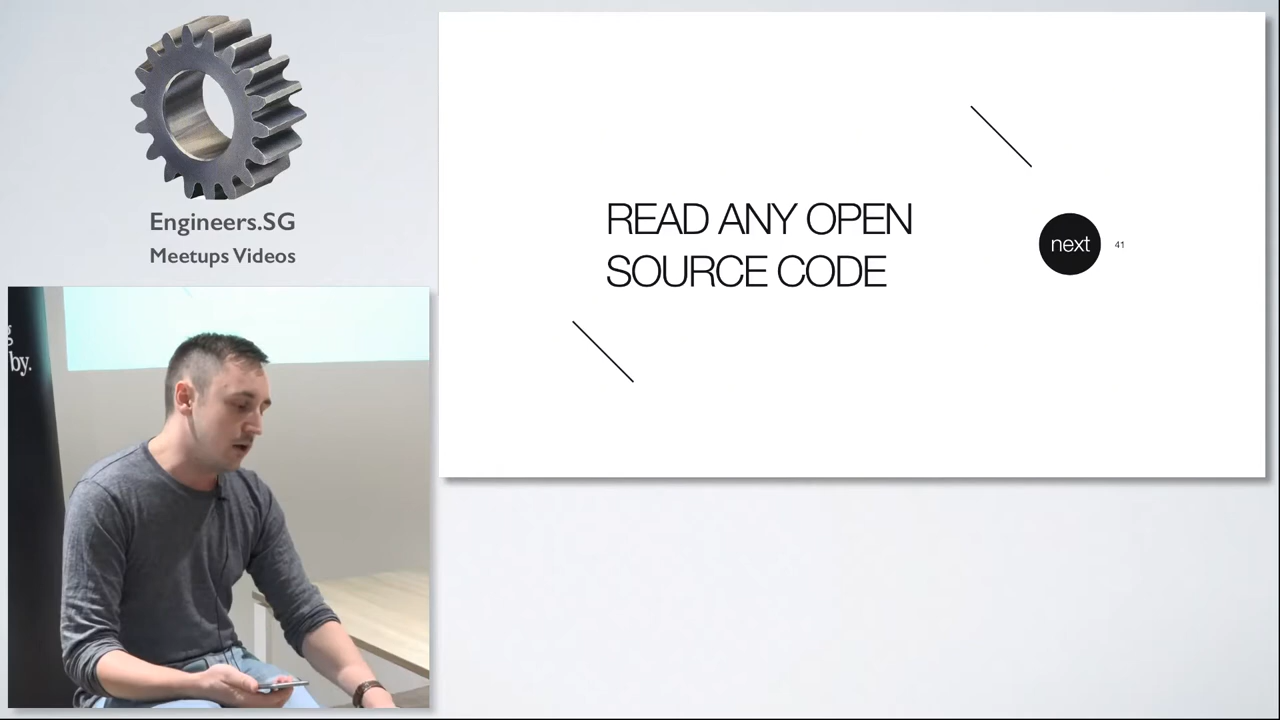 Engineers.SG
Meetups Videos
READ ANY OPEN
SOURCE CODE
next
41
g
by.